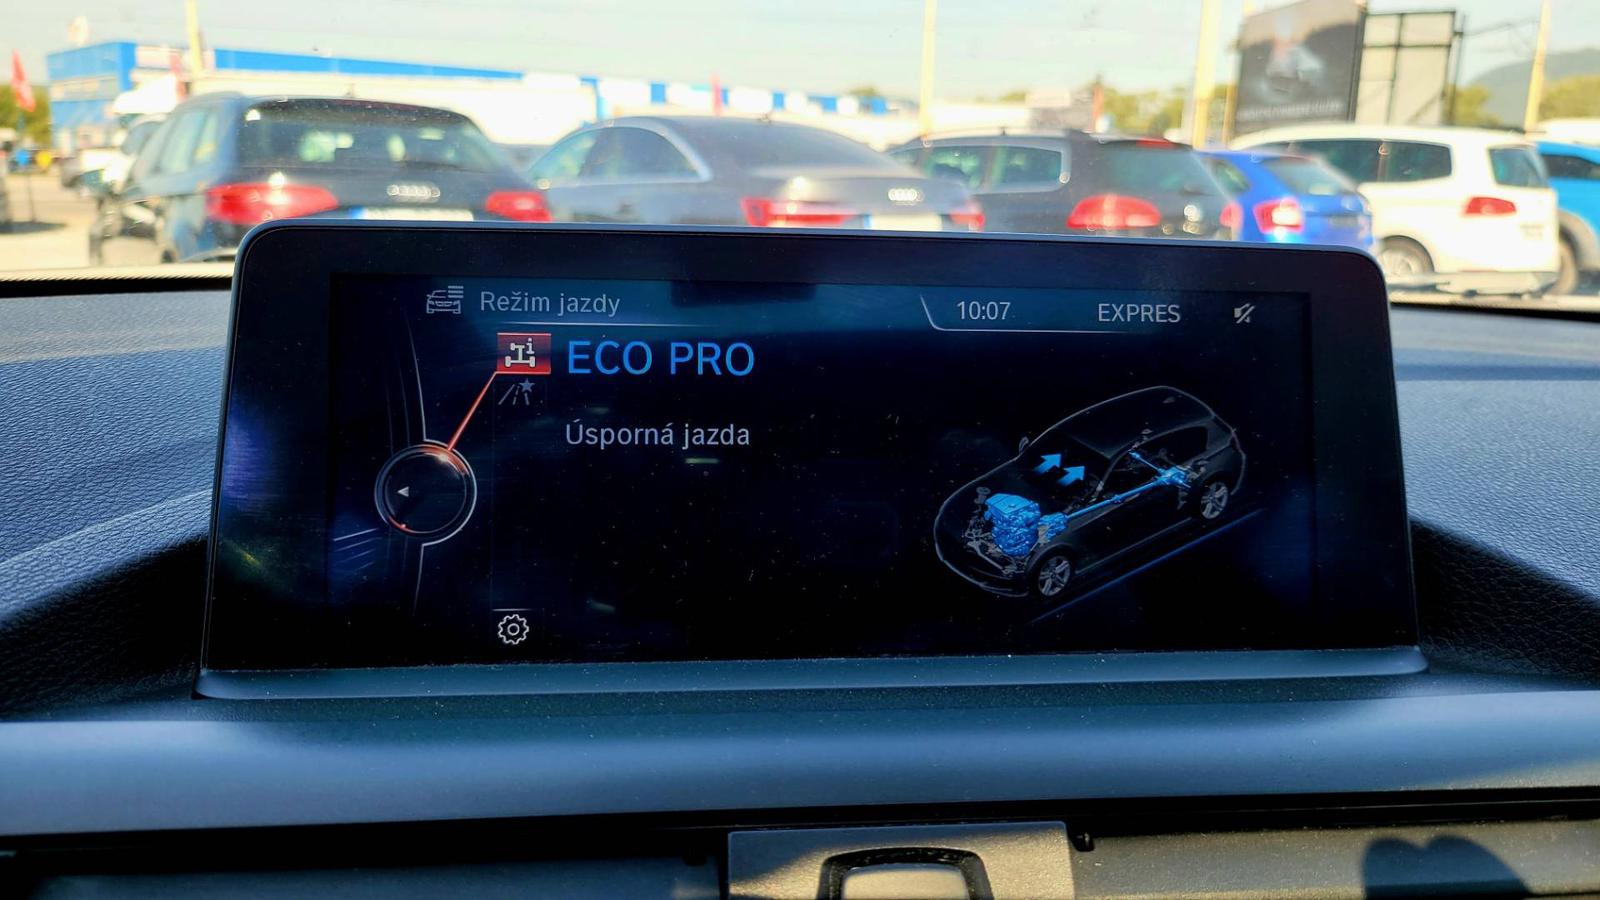 Režim jazdy
10:07
EXPRES
ECO PRO
Úsporná jazda